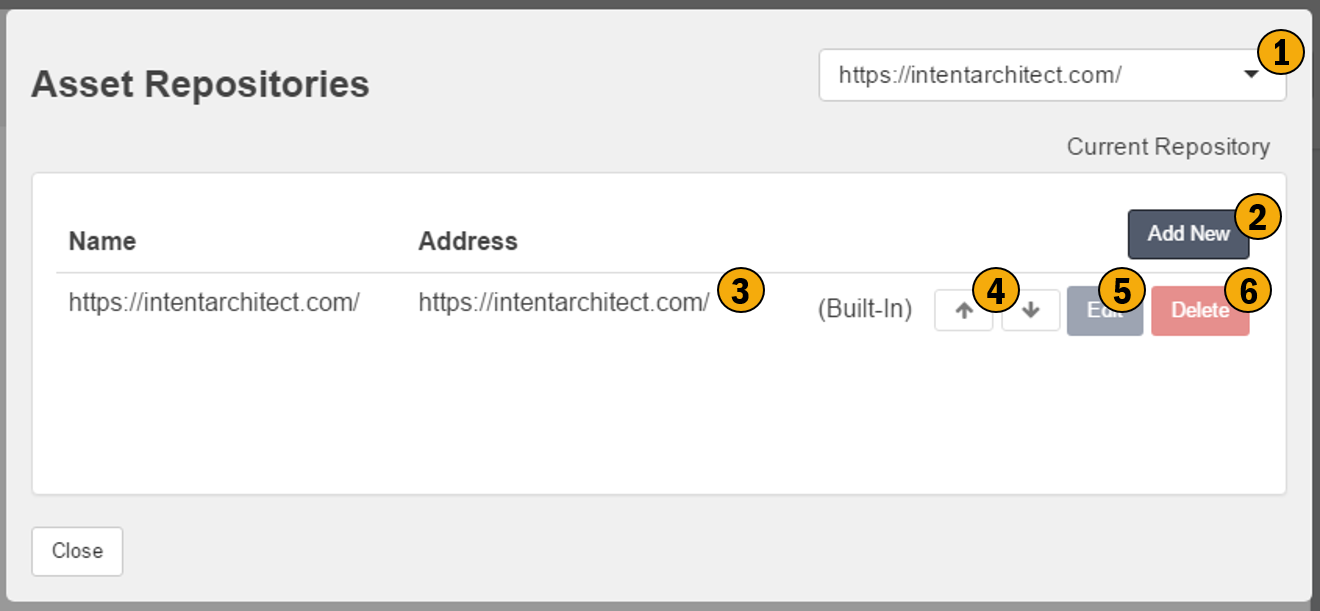 Asset Repositories
https://intentarchitect.com/
1
Current Repository
Add New
2
Name Address
https://intentarchitect.com/ https://intentarchitect.com/ 3 (Built-In) 4 Edit 5 Delete 6
Close